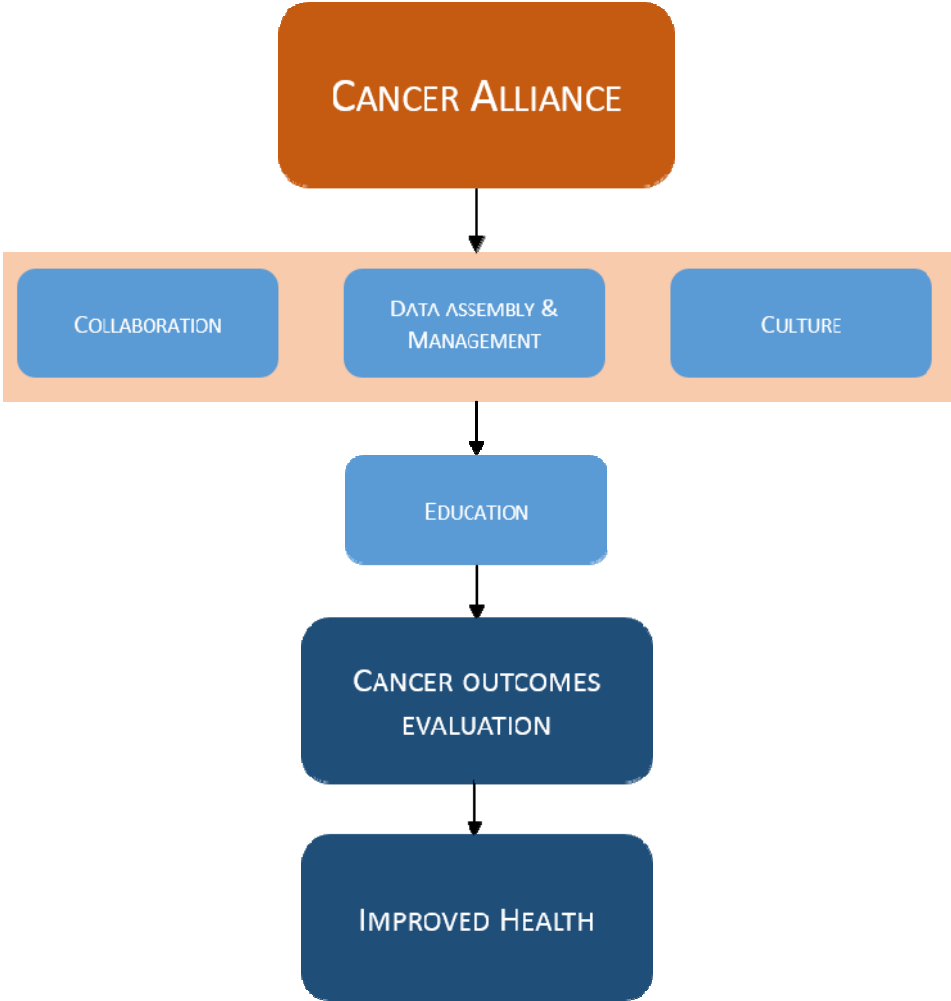 CANCER ALLIANCE
COLLABORATION
DATA ASSEMBLY &
MANAGEMENT
CULTURE
EDUCATION
CANCER OUTCOMES
EVALUATION
IMPROVED HEALTH